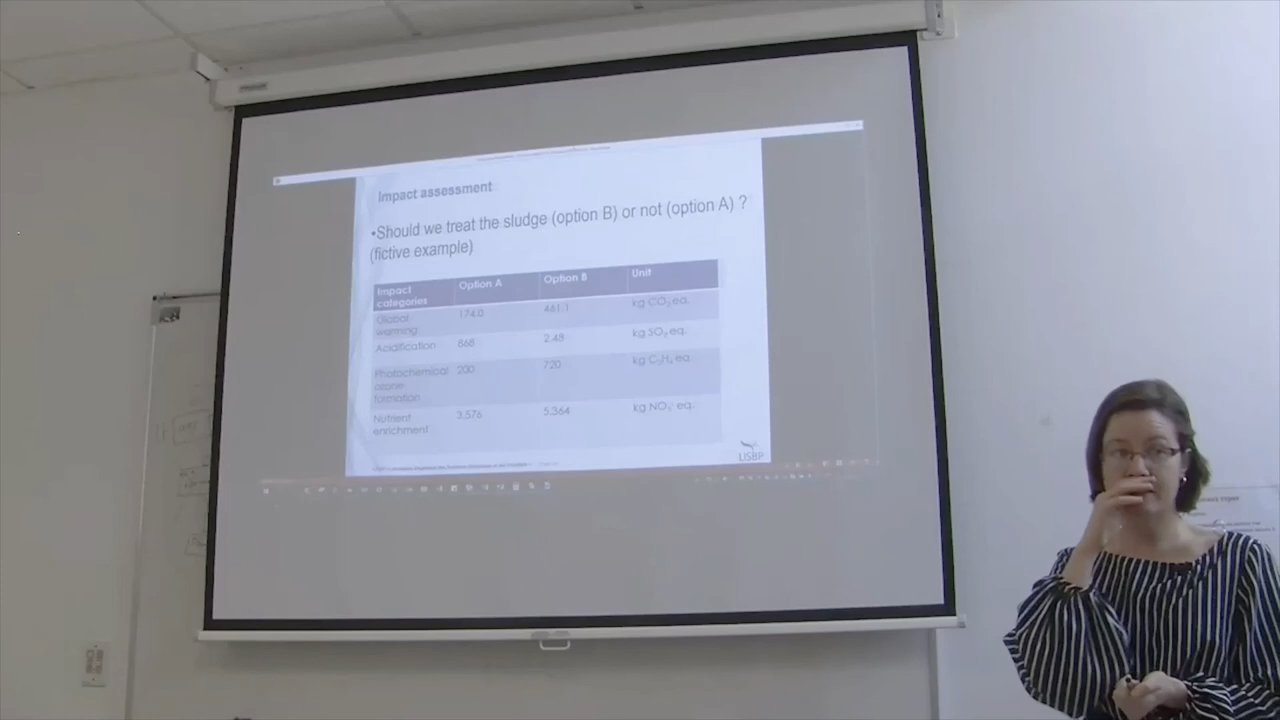 Impact assessment
•Should we treat the sludge (option B) or not (option A) ?
(fictive example)
Impact categories Option A Option B Unit
Global warming 174.0 461.1 kg CO2 eq.
Acidification 868 2.48 kg SO2 eq.
Photochemical ozone formation 200 720 kg C2H4 eq.
Nutrient enrichment 3.576 5.364 kg NO3- eq.
LISBP